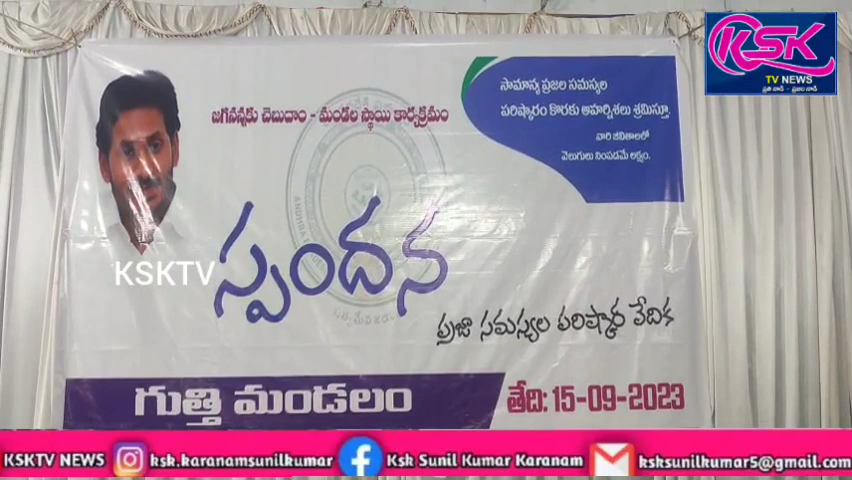 KSK
TV NEWS
ప్రతి వాడి - ప్రజల నాడి
జగనన్నకు చెబుదాం - మండల స్థాయి కార్యక్రమం
సామాన్య ప్రజల సమస్యల
పరిష్కారం కొరకు అహర్నిశలు శ్రమిస్తూ,
వారి జీవితాలలో
వెలుగులు నింపడమే లక్ష్యం.
KSKTV
స్పందన
ప్రజా సమస్యల పరిష్కార వేదిక
గుత్తి మండలం
తేది: 15-09-2023
KSKTV NEWS ksk.karanamsunilkumar Ksk Sunil Kumar Karanam ksksunilkumar5@gmail.com